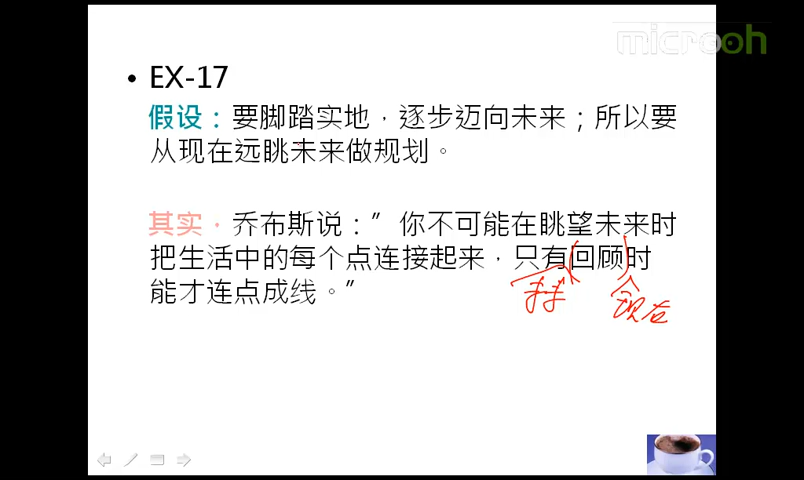 microoh
• EX-17
假设：要脚踏实地，逐步迈向未来；所以要
从现在远眺未来做规划。
其实，乔布斯说：”你不可能在眺望未来时
把生活中的每个点连接起来，只有回顾时
能才连点成线。”
现在